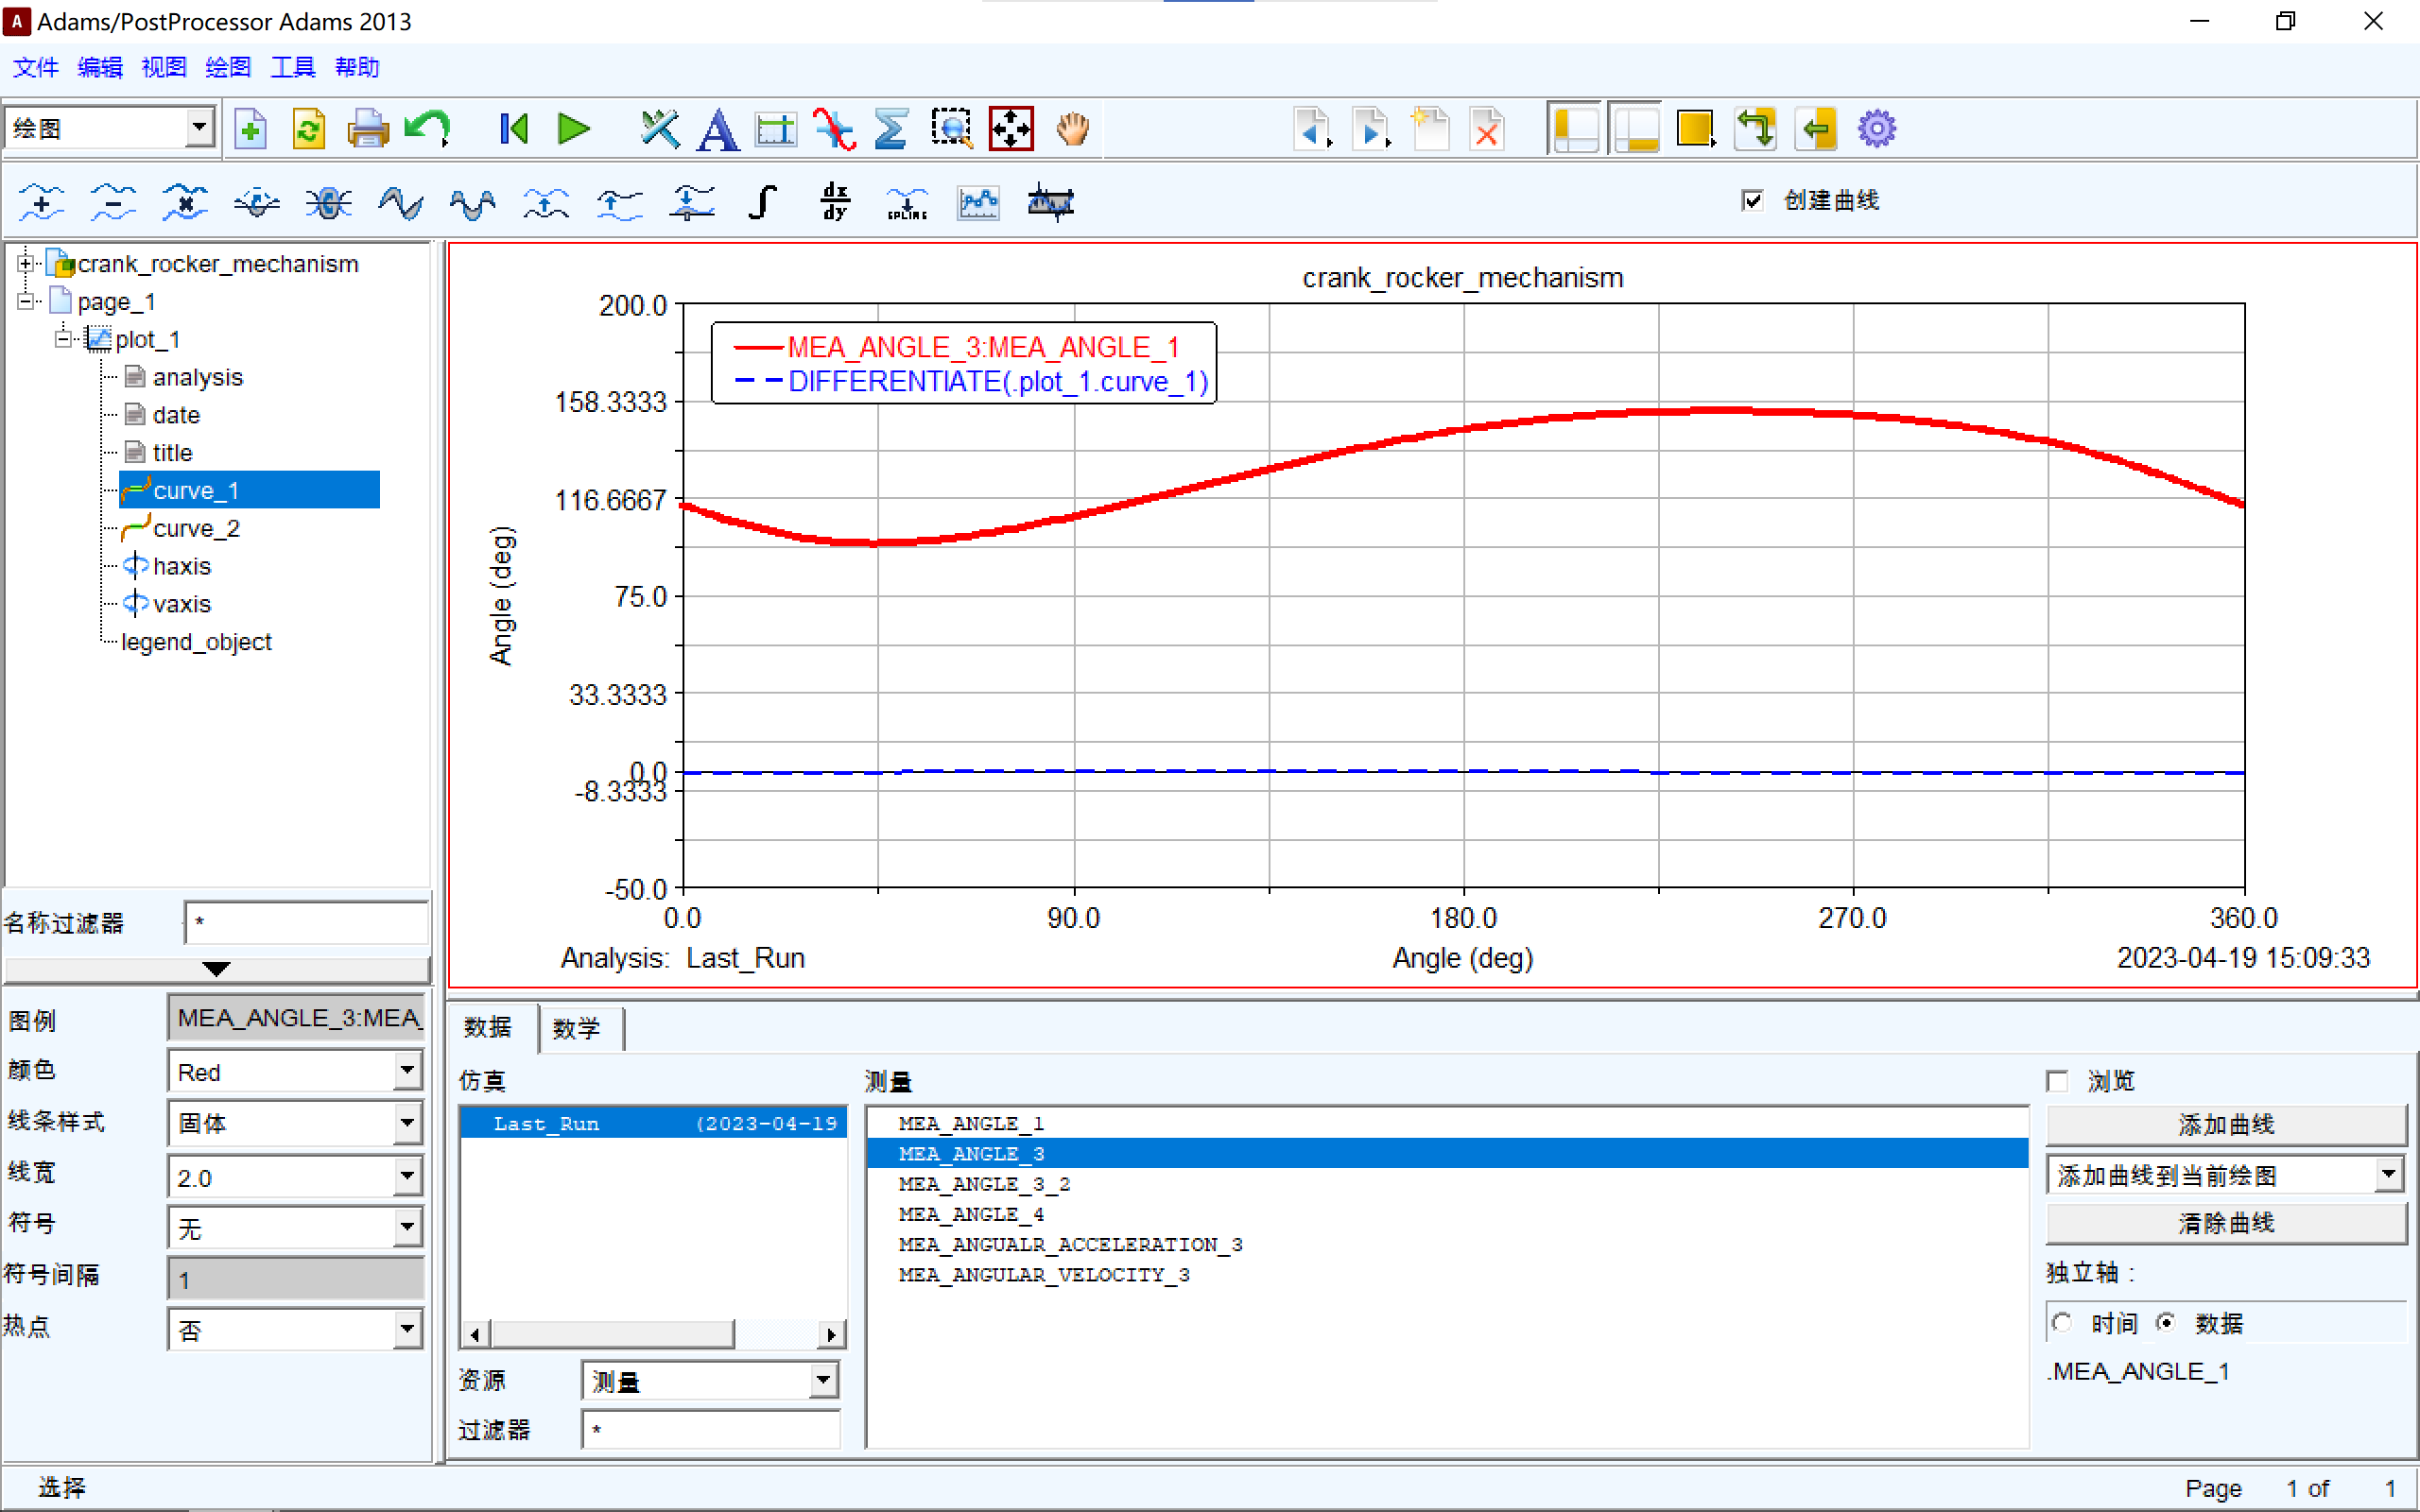 Adams/PostProcessor Adams 2013
文件 编辑 视图 绘图 工具 帮助
绘图
dx
dy
SPLINE
创建曲线
crank_rocker_mechanism
page_1
plot_1
analysis
date
title
curve_1
curve_2
haxis
vaxis
legend_object
名称过滤器 *
图例 MEA_ANGLE_3:MEA_
颜色 Red
线条样式 固体
线宽 2.0
符号 无
符号间隔 1
热点 否
crank_rocker_mechanism
MEA_ANGLE_3:MEA_ANGLE_1
DIFFERENTIATE(.plot_1.curve_1)
Angle (deg)
200.0
158.3333
116.6667
75.0
33.3333
0.0
-8.3333
-50.0
0.0 90.0 180.0 270.0 360.0
Analysis: Last_Run Angle (deg) 2023-04-19 15:09:33
数据 数学
仿真
Last_Run (2023-04-19
资源 测量
过滤器 *
测量
MEA_ANGLE_1
MEA_ANGLE_3
MEA_ANGLE_3_2
MEA_ANGLE_4
MEA_ANGUALR_ACCELERATION_3
MEA_ANGULAR_VELOCITY_3
浏览
添加曲线
添加曲线到当前绘图
清除曲线
独立轴：
时间 数据
.MEA_ANGLE_1
选择 Page 1 of 1